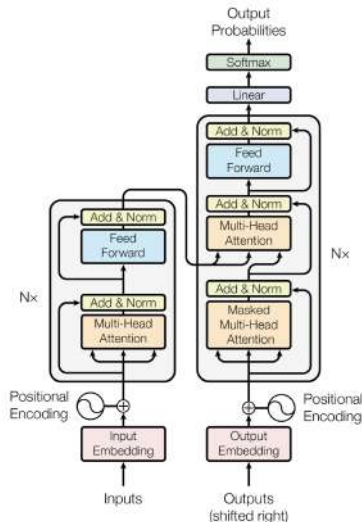 Output
Probabilities
Softmax
Linear
Add & Norm
Feed
Forward
Add & Norm
Multi-Head
Attention
Nx
Add & Norm
Masked
Multi-Head
Attention
Positional
Encoding
Output
Embedding
Outputs
(shifted right)
Add & Norm
Feed
Forward
Nx
Add & Norm
Multi-Head
Attention
Positional
Encoding
Input
Embedding
Inputs